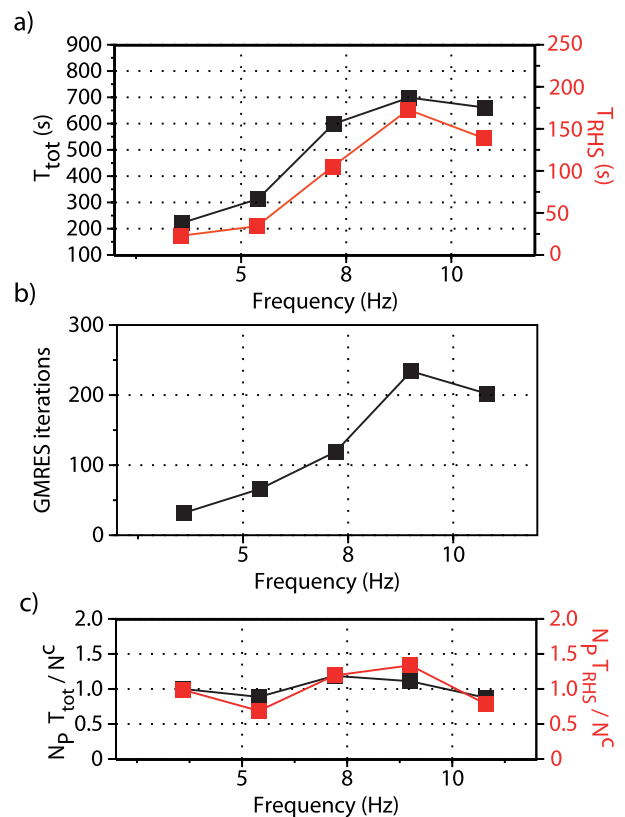 a)
900
800
700
600
500
400
300
200
100
T_tot (s)
250
200
150
100
50
0
T_RHS (s)
5 8 10
Frequency (Hz)
b)
300
200
100
0
GMRES iterations
5 8 10
Frequency (Hz)
c)
2.0
1.5
1.0
0.5
0
N_P T_tot / N^C
2.0
1.5
1.0
0.5
0
N_P T_RHS / N^C
5 8 10
Frequency (Hz)